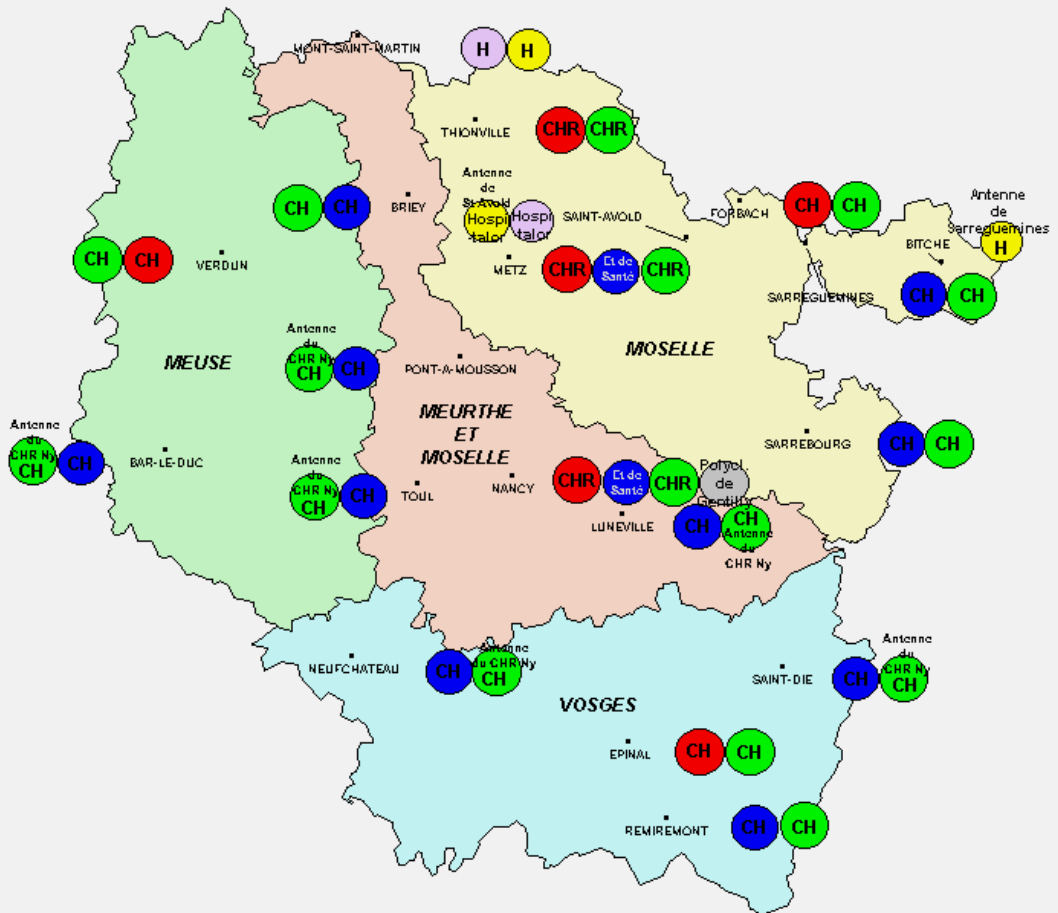 MONT-SAINT-MARTIN
H
H
THIONVILLE
CHR
CHR
Antenne
de
St Avold
Hospi
talor
Hospi
talor
SAINT-AVOLD
FORBACH
CH
CH
Antenne
de
Sarreguemines
H
BITCHE
CH
CH
SARREGUEMINES
CH
CH
BRIEY
CH
CH
VERDUN
METZ
CHR
Et de
Santé
CHR
MOSELLE
MEUSE
Antenne
du
CHR Ny
CH
CH
PONT-A-MOUSSON
MEURTHE
ET
MOSELLE
Antenne
du
CHR Ny
CH
CH
BAR-LE-DUC
Antenne
du
CHR Ny
CH
CH
TOUL
NANCY
CHR
Et de
Santé
CHR
Polycl.
de
Gentilly
SARREBOURG
CH
CH
LUNEVILLE
CH
CH
Antenne
du
CHR Ny
NEUFCHATEAU
CH
Antenne
du CHR Ny
CH
SAINT-DIE
CH
Antenne
du
CHR Ny
CH
VOSGES
EPINAL
CH
CH
REMIREMONT
CH
CH